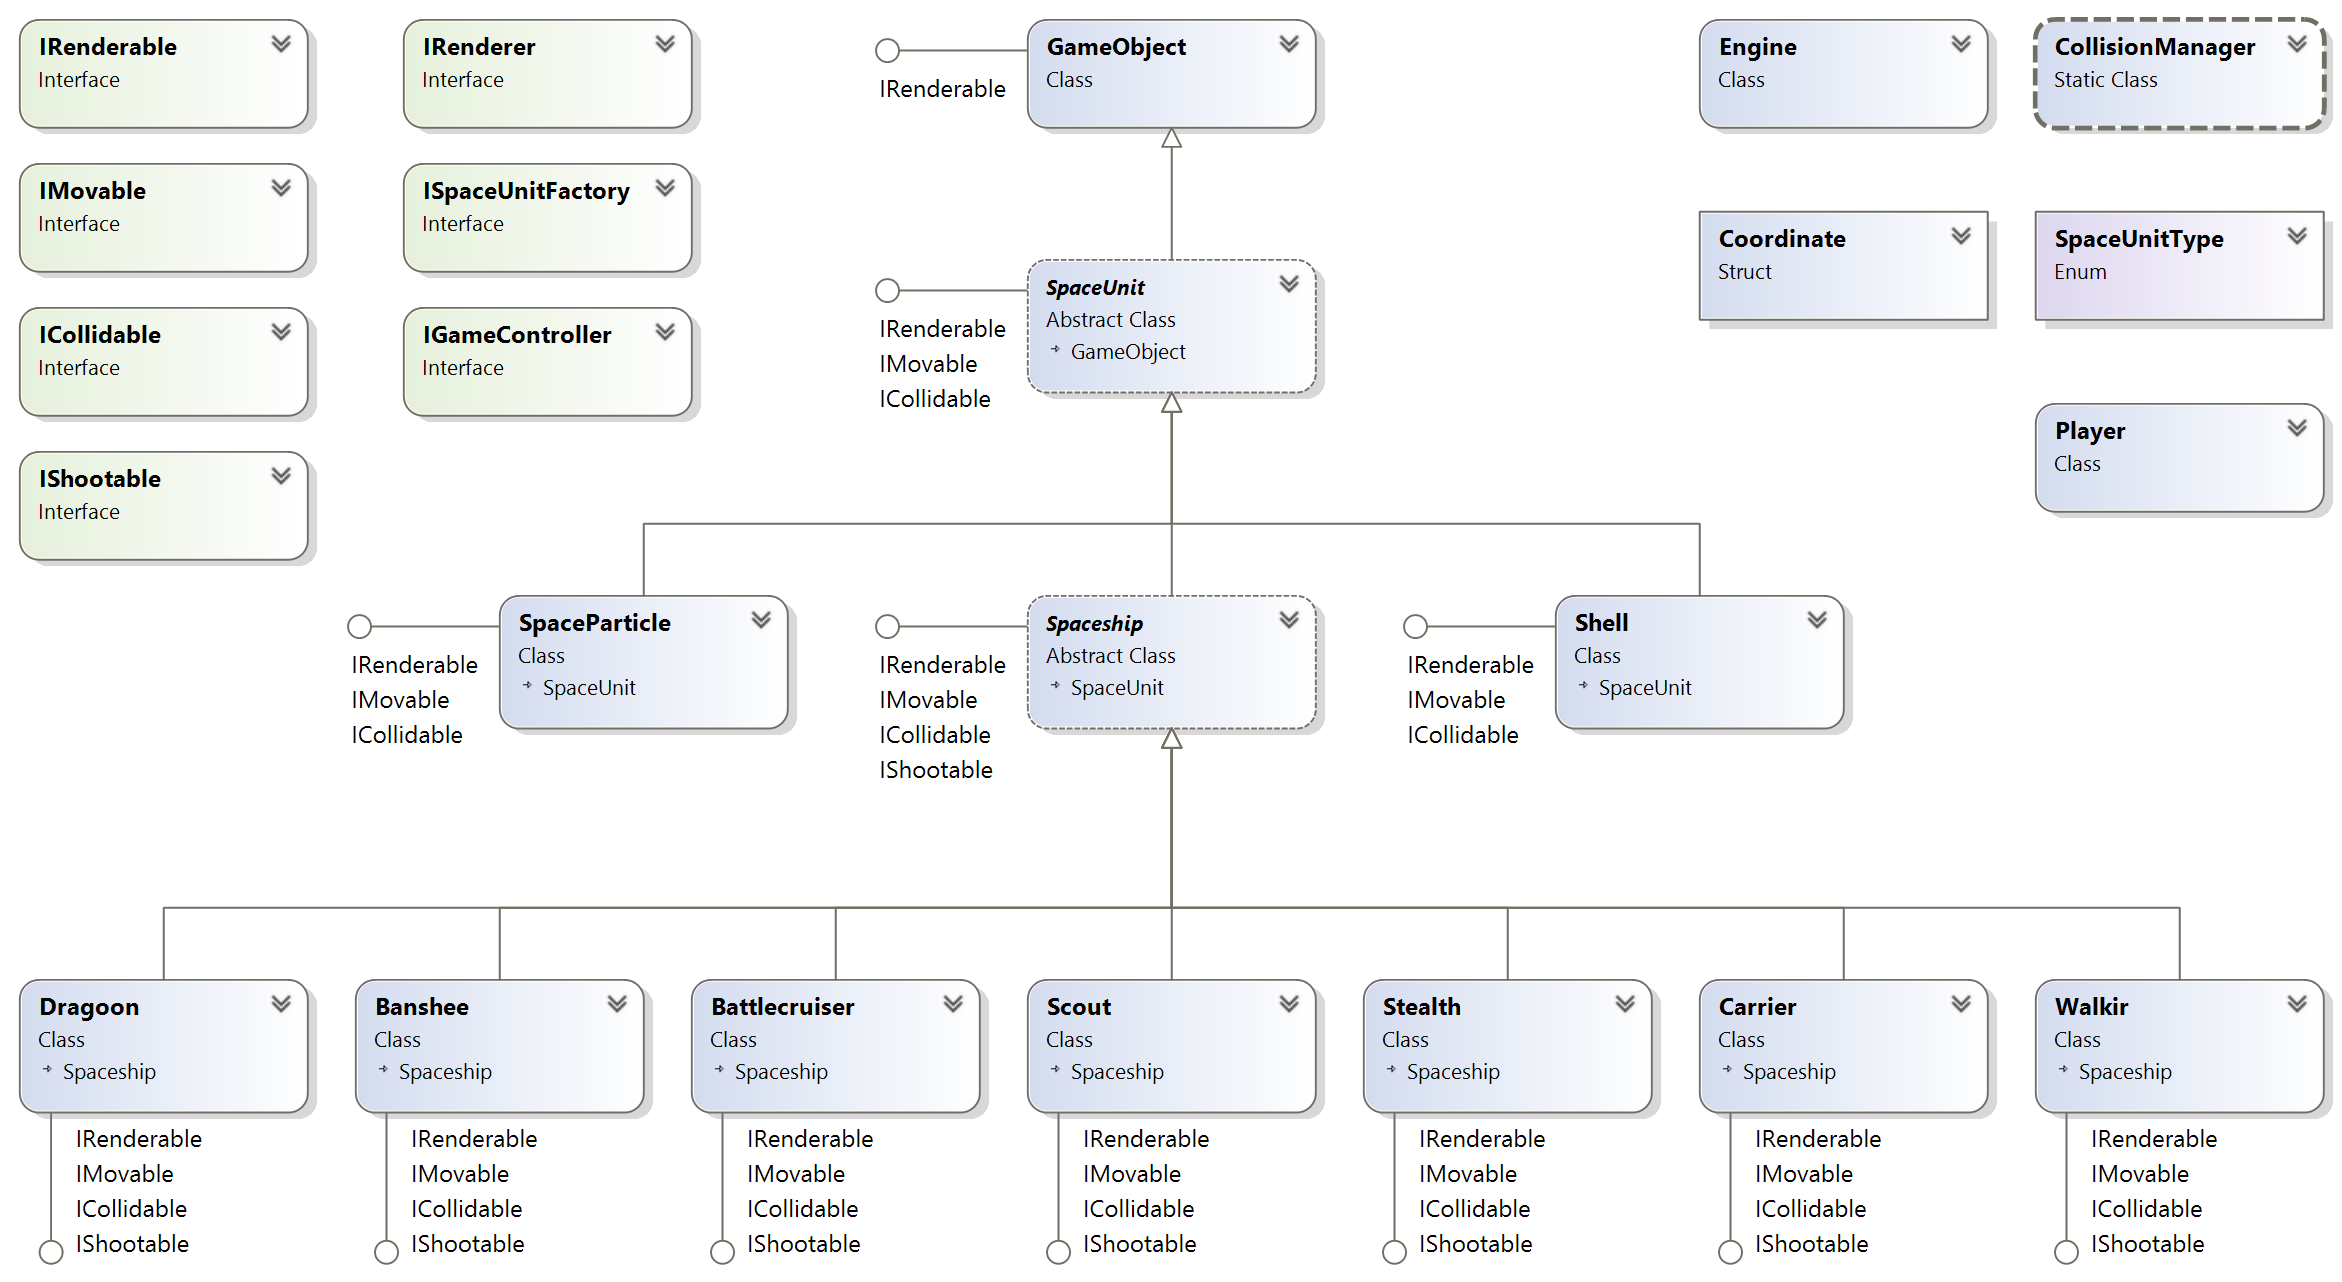 IRenderable
Interface
IRenderer
Interface
IRenderable
GameObject
Class
Engine
Class
CollisionManager
Static Class
IMovable
Interface
ISpaceUnitFactory
Interface
Coordinate
Struct
SpaceUnitType
Enum
IRenderable
IMovable
ICollidable
SpaceUnit
Abstract Class
GameObject
ICollidable
Interface
IGameController
Interface
Player
Class
IShootable
Interface
IRenderable
IMovable
ICollidable
SpaceParticle
Class
SpaceUnit
IRenderable
IMovable
ICollidable
IShootable
Spaceship
Abstract Class
SpaceUnit
IRenderable
IMovable
ICollidable
Shell
Class
SpaceUnit
Dragoon
Class
Spaceship
IRenderable
IMovable
ICollidable
IShootable
Banshee
Class
Spaceship
IRenderable
IMovable
ICollidable
IShootable
Battlecruiser
Class
Spaceship
IRenderable
IMovable
ICollidable
IShootable
Scout
Class
Spaceship
IRenderable
IMovable
ICollidable
IShootable
Stealth
Class
Spaceship
IRenderable
IMovable
ICollidable
IShootable
Carrier
Class
Spaceship
IRenderable
IMovable
ICollidable
IShootable
Walkir
Class
Spaceship
IRenderable
IMovable
ICollidable
IShootable